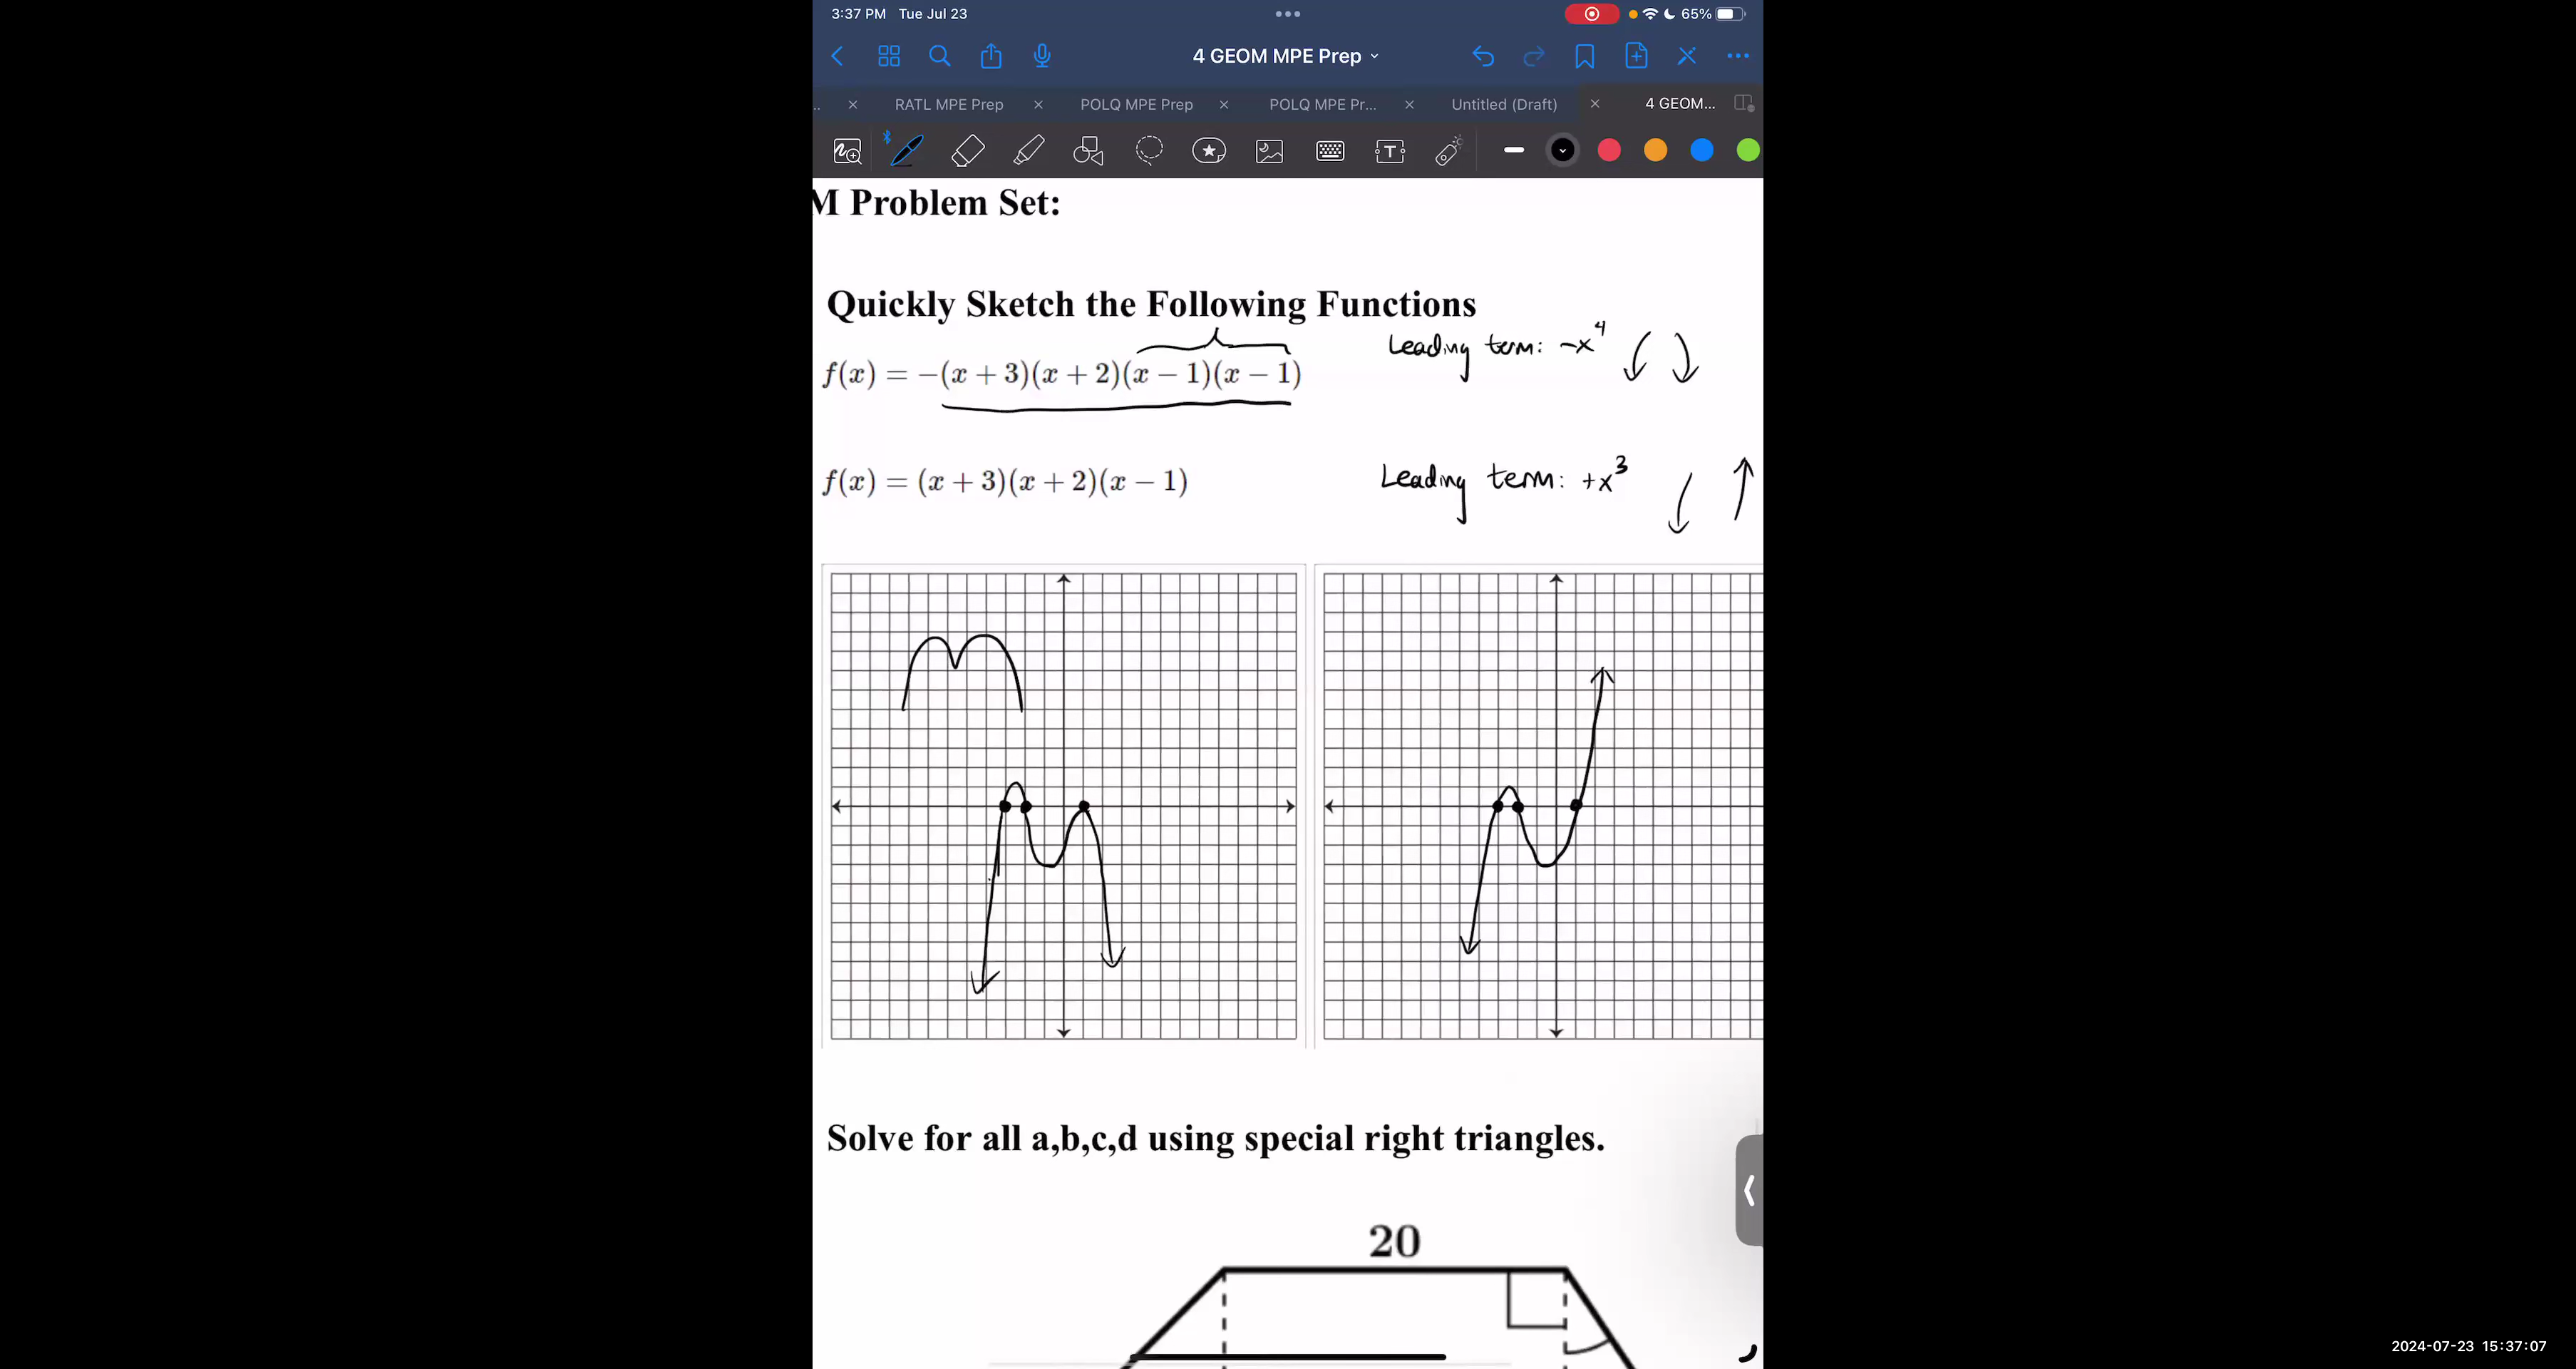 3:37 PM Tue Jul 23
65%
4 GEOM MPE Prep
.. RATL MPE Prep POLQ MPE Prep POLQ MPE Pr... Untitled (Draft) 4 GEOM...
M Problem Set:
Quickly Sketch the Following Functions
f(x) = −(x + 3)(x + 2)(x − 1)(x − 1)
Leading term: -x⁴
f(x) = (x + 3)(x + 2)(x − 1)
Leading term: +x³
Solve for all a,b,c,d using special right triangles.
20
2024-07-23 15:37:07